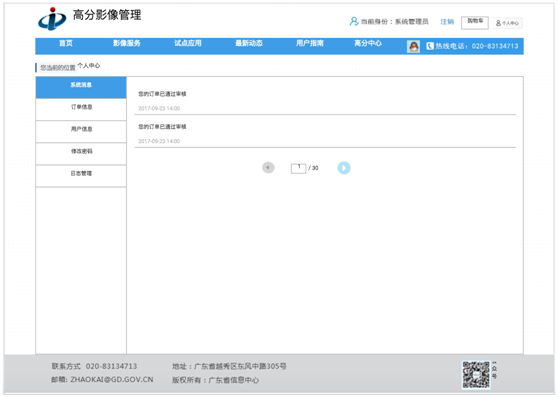 高分影像管理
当前身份：系统管理员 注销 购物车 个人中心
首页 影像服务 试点应用 最新动态 用户指南 高分中心 热线电话：020-83134713
您当前的位置 个人中心
系统消息
订单信息
用户信息
修改密码
日志管理
您的订单已通过审核
2017-09-23 14:00
您的订单已通过审核
2017-09-23 14:00
1 / 30
联系方式 020-83134713 地址：广东省越秀区东风中路305号
邮箱: ZHAOKAI@GD.GOV.CN 版权所有：广东省信息中心
众号